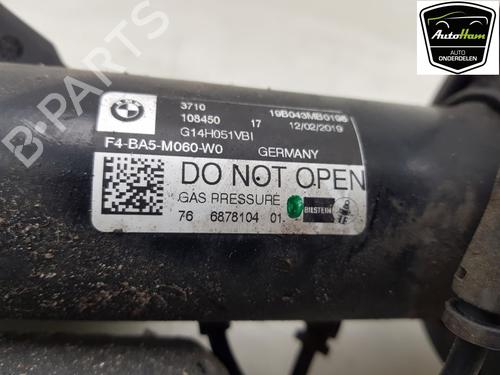 AutoHam
AUTO
ONDERDELEN
BMW
3710
19B043MB0196
108450 17 12/02/2019
G14H051VBI
F4-BA5-M060-W0 GERMANY
DO NOT OPEN
GAS PRESSURE
76 6878104 01
BILSTEIN
B-PARTS